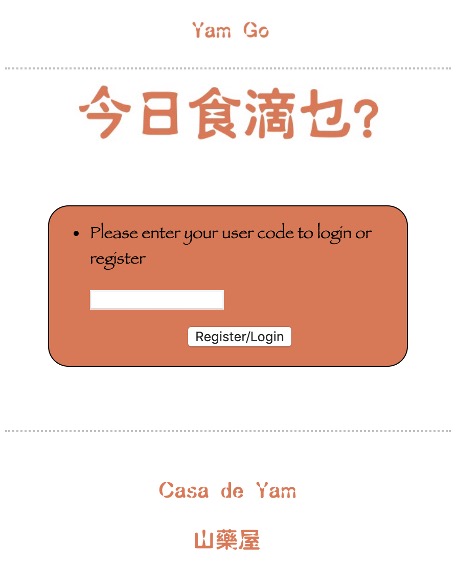 Yam Go
今日食滴乜?
Please enter your user code to login or
register
Register/Login
Casa de Yam
山藥屋